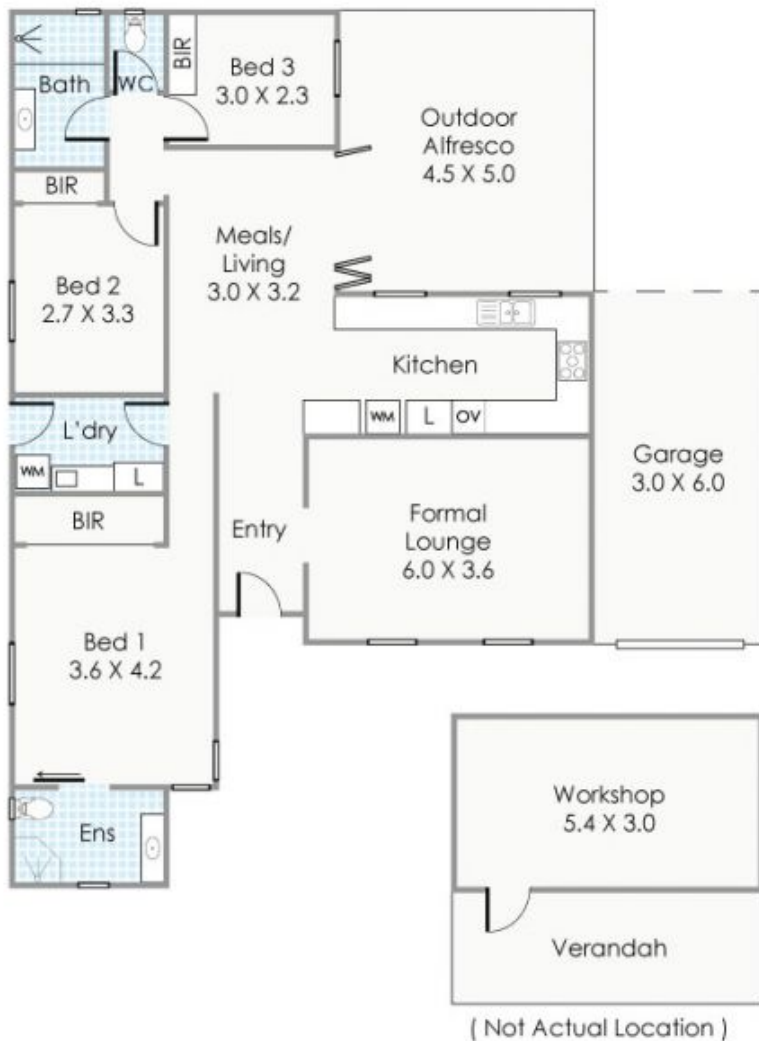 Bath
WC
BIR
Bed 3
3.0 X 2.3
Outdoor
Alfresco
4.5 X 5.0
BIR
Meals/
Living
3.0 X 3.2
Bed 2
2.7 X 3.3
Kitchen
WM
L
OV
L'dry
WM
L
BIR
Garage
3.0 X 6.0
Entry
Formal
Lounge
6.0 X 3.6
Bed 1
3.6 X 4.2
Ens
Workshop
5.4 X 3.0
Verandah
( Not Actual Location )